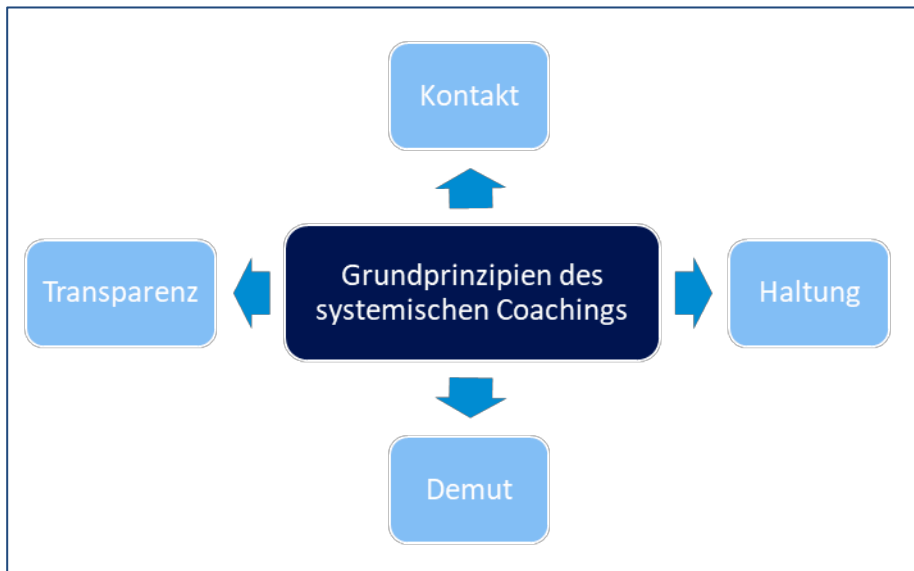 Kontakt
Transparenz
Grundprinzipien des
systemischen Coachings
Haltung
Demut